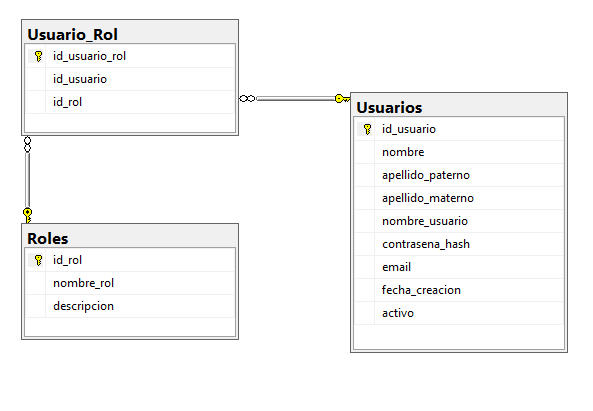 Usuario_Rol
id_usuario_rol
id_usuario
id_rol
Usuarios
id_usuario
nombre
apellido_paterno
apellido_materno
nombre_usuario
contrasena_hash
email
fecha_creacion
activo
Roles
id_rol
nombre_rol
descripcion